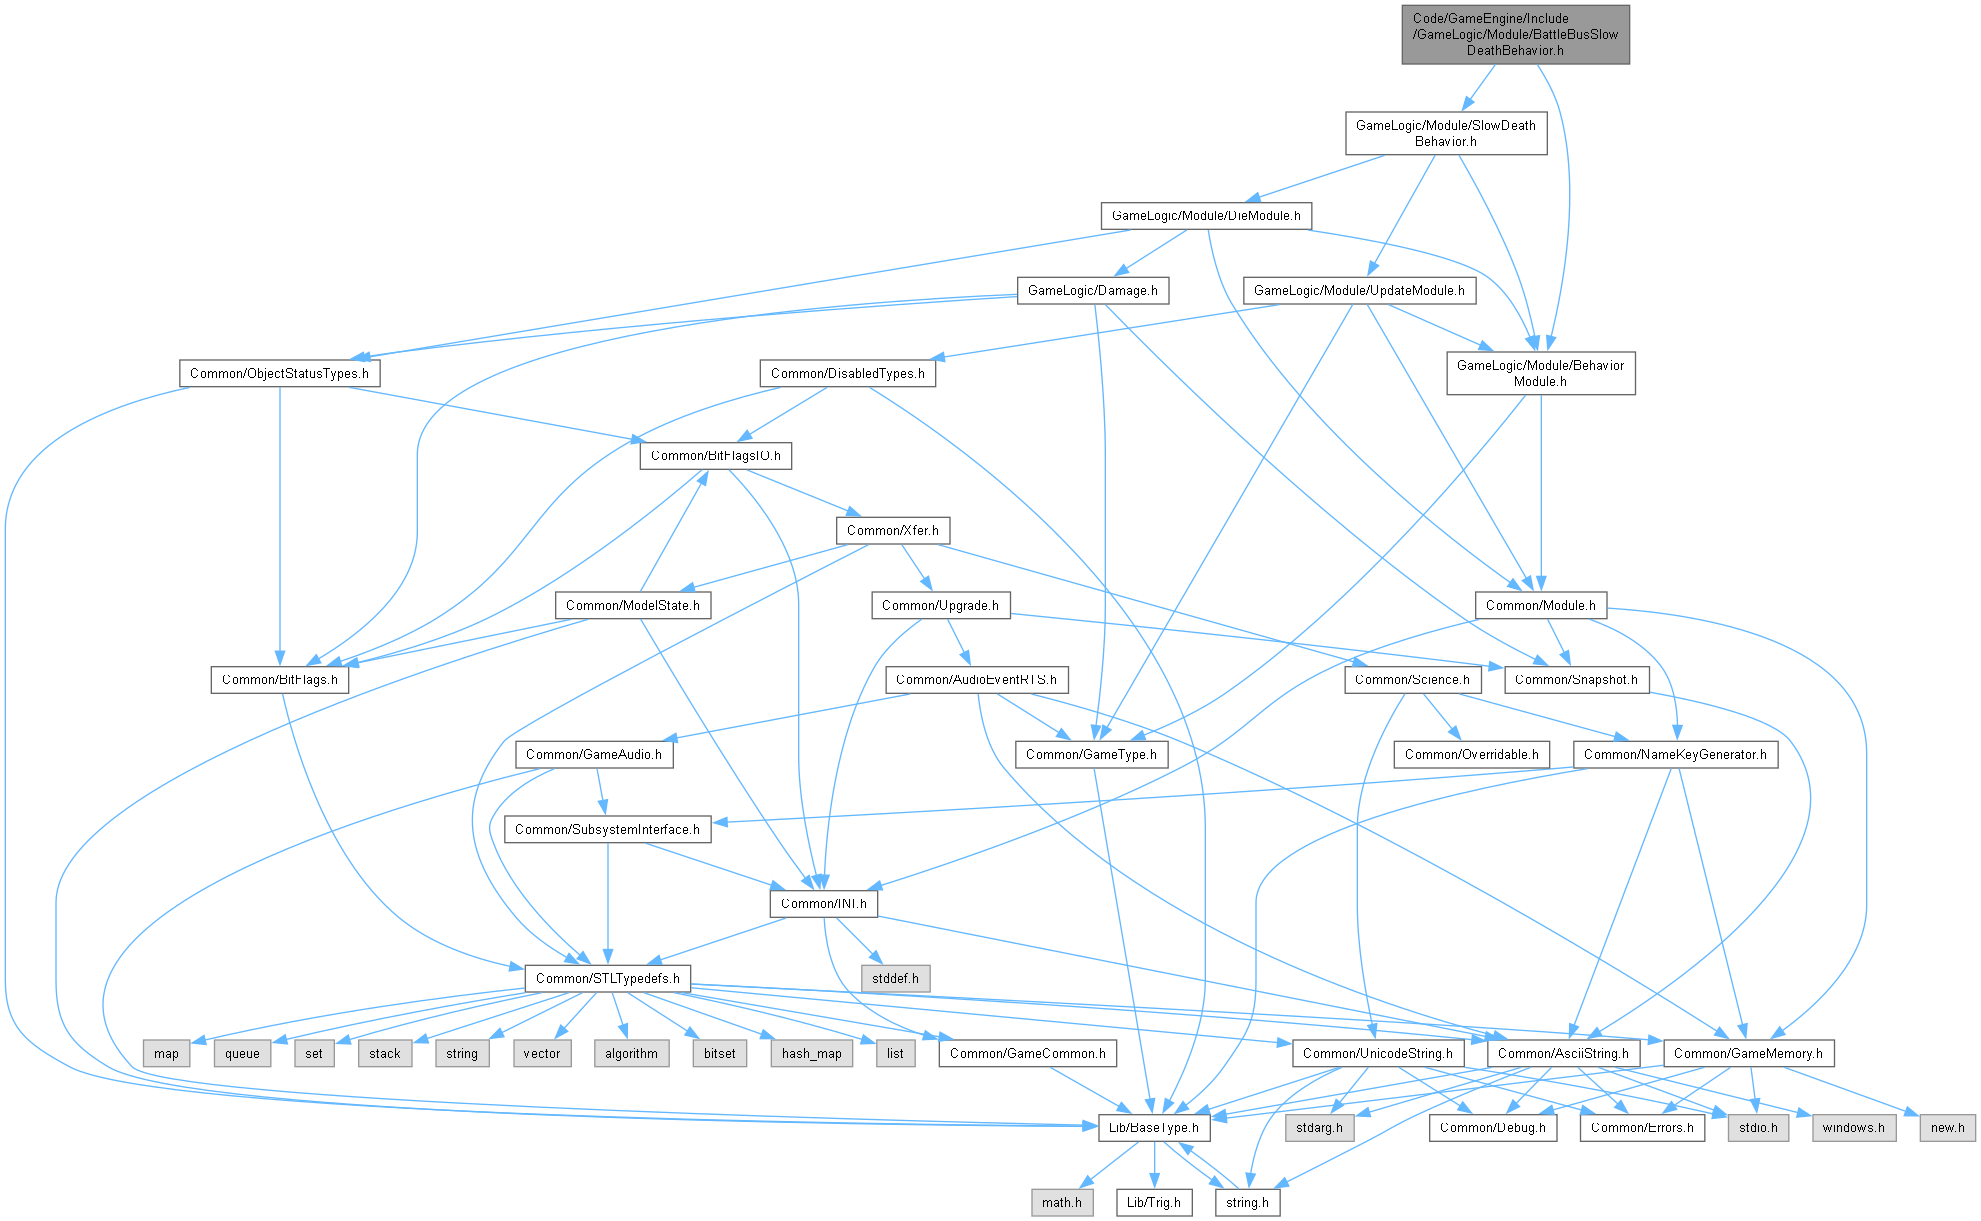 Code/GameEngine/Include
/GameLogic/Module/BattleBusSlow
DeathBehavior.h
GameLogic/Module/SlowDeath
Behavior.h
GameLogic/Module/DieModule.h
GameLogic/Damage.h
GameLogic/Module/UpdateModule.h
Common/ObjectStatusTypes.h
Common/DisabledTypes.h
GameLogic/Module/Behavior
Module.h
Common/BitFlagsIO.h
Common/Xfer.h
Common/ModelState.h
Common/Upgrade.h
Common/Module.h
Common/BitFlags.h
Common/AudioEventRTS.h
Common/Science.h
Common/Snapshot.h
Common/GameAudio.h
Common/GameType.h
Common/Overridable.h
Common/NameKeyGenerator.h
Common/SubsystemInterface.h
Common/INI.h
Common/STLTypedefs.h
stddef.h
map
queue
set
stack
string
vector
algorithm
bitset
hash_map
list
Common/GameCommon.h
Common/UnicodeString.h
Common/AsciiString.h
Common/GameMemory.h
Lib/BaseType.h
stdarg.h
Common/Debug.h
Common/Errors.h
stdio.h
windows.h
new.h
math.h
Lib/Trig.h
string.h